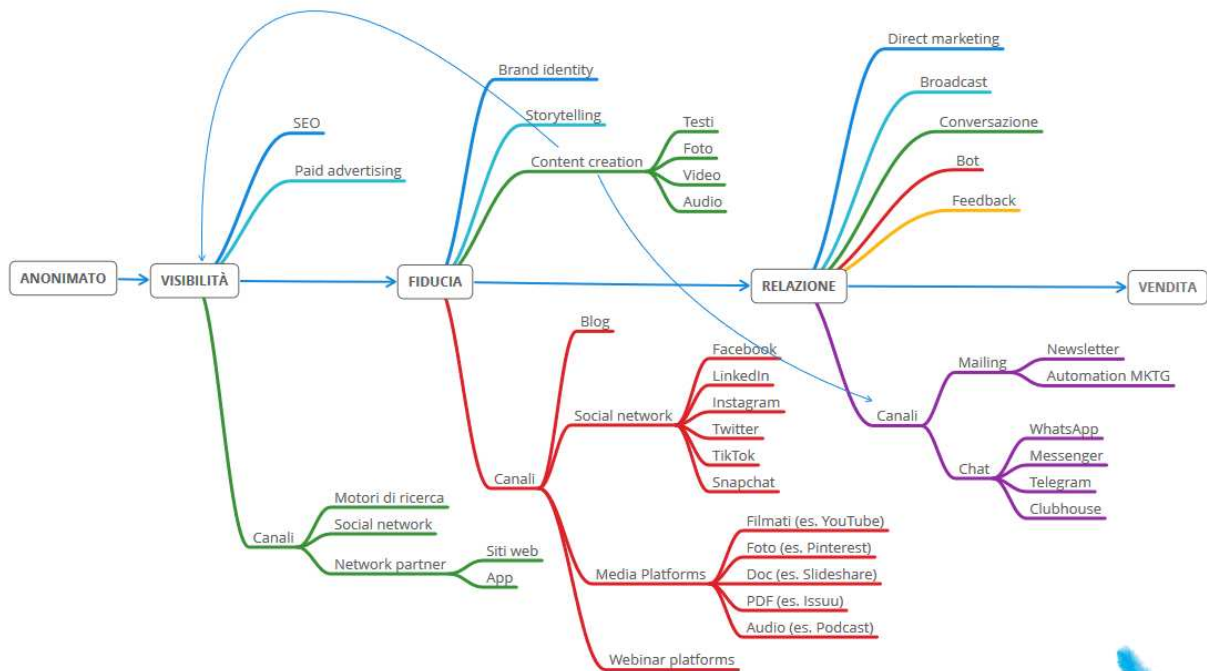 ANONIMATO
VISIBILITÀ
SEO
Paid advertising
Canali
Motori di ricerca
Social network
Network partner
Siti web
App
FIDUCIA
Brand identity
Storytelling
Content creation
Testi
Foto
Video
Audio
Canali
Blog
Social network
Facebook
LinkedIn
Instagram
Twitter
TikTok
Snapchat
Media Platforms
Filmati (es. YouTube)
Foto (es. Pinterest)
Doc (es. Slideshare)
PDF (es. Issuu)
Audio (es. Podcast)
Webinar platforms
RELAZIONE
Direct marketing
Broadcast
Conversazione
Bot
Feedback
Canali
Mailing
Newsletter
Automation MKTG
Chat
WhatsApp
Messenger
Telegram
Clubhouse
VENDITA